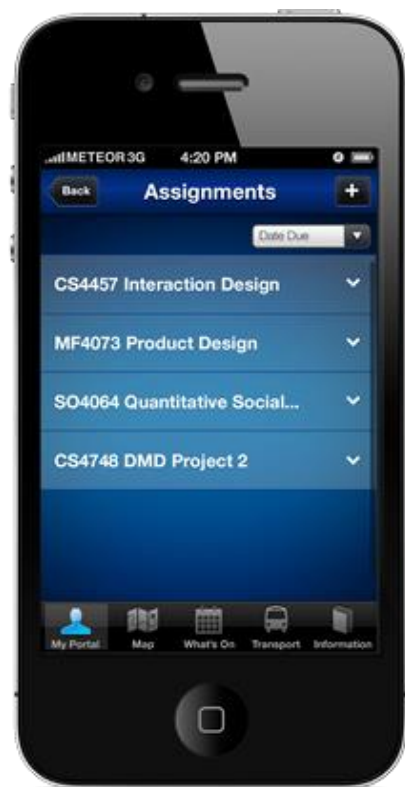 METEOR 3G 4:20 PM
Back Assignments +
Date Due
CS4457 Interaction Design
MF4073 Product Design
SO4064 Quantitative Social...
CS4748 DMD Project 2
My Portal Map What's On Transport Information